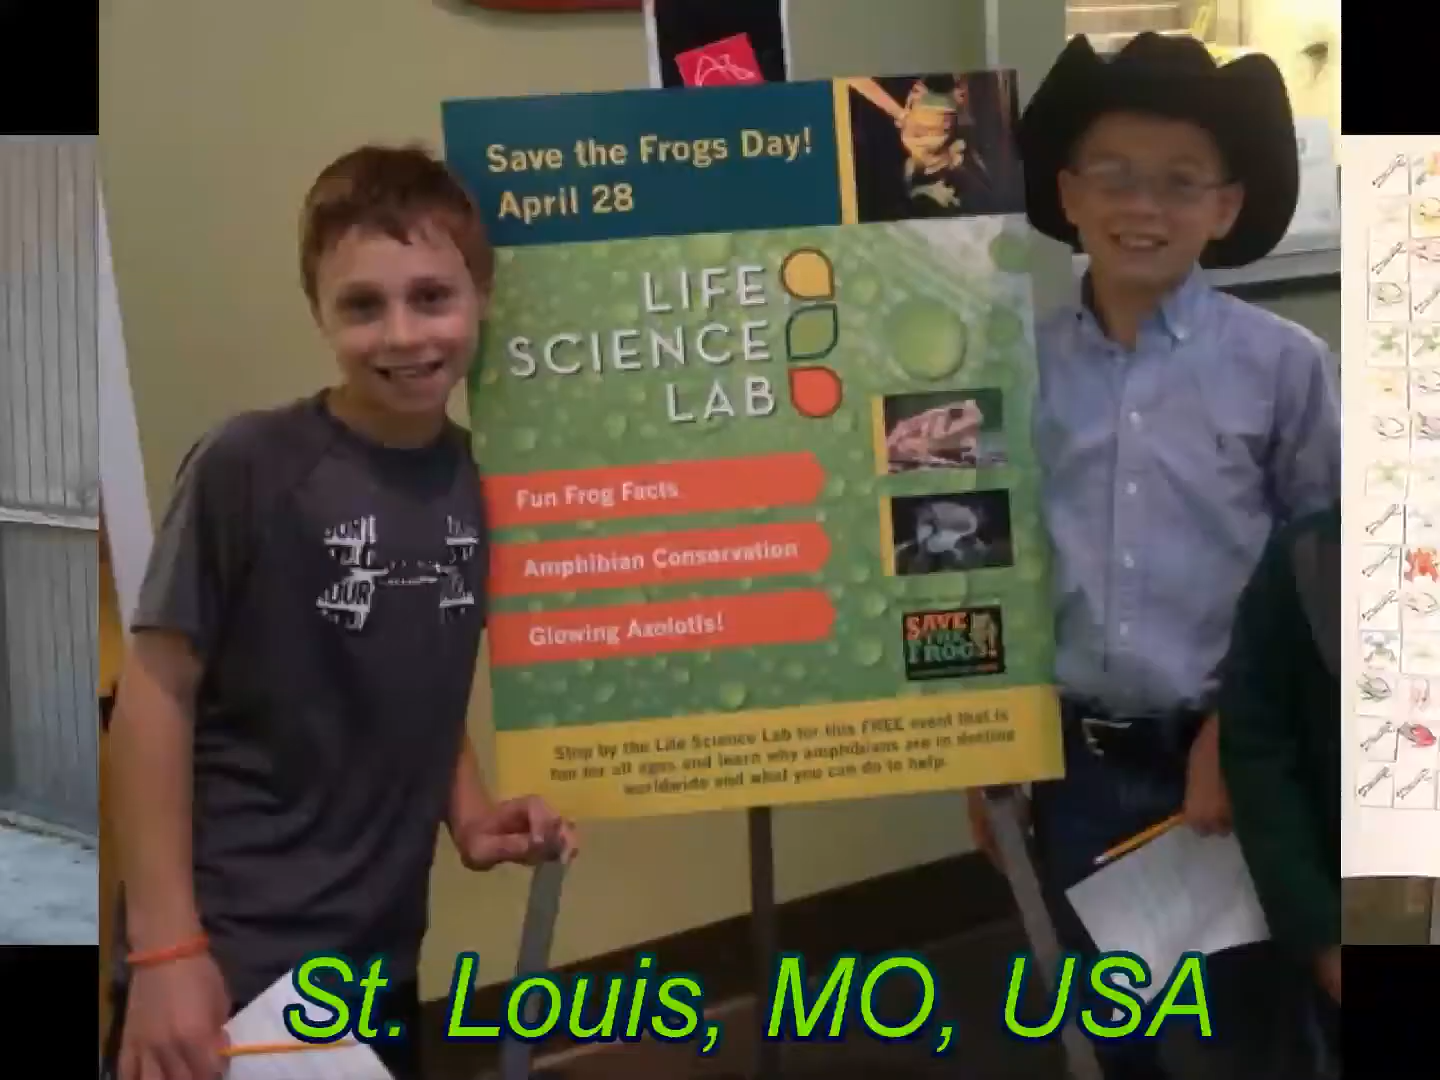 Save the Frogs Day!
April 28
LIFE
SCIENCE
LAB
Fun Frog Facts
Amphibian Conservation
Glowing Axolotls!
SAVE
THE
FROGS!
Stop by the Life Science Lab for this FREE event that is
fun for all ages and learn why amphibians are in decline
worldwide and what you can do to help.
St. Louis, MO, USA